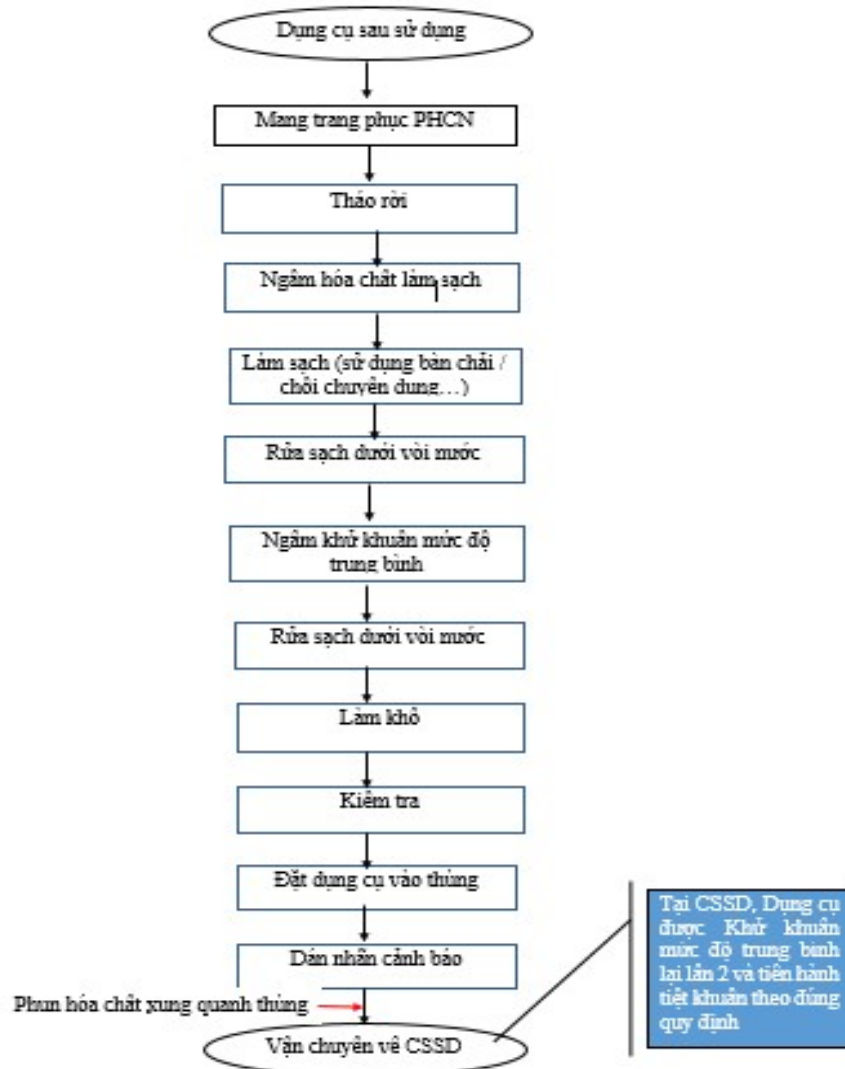 Dụng cụ sau sử dụng
Mang trang phục PHCN
Tháo rời
Ngâm hóa chất làm sạch
Làm sạch (sử dụng bàn chải /
chổi chuyên dung…)
Rửa sạch dưới vòi nước
Ngâm khử khuẩn mức độ
trung bình
Rửa sạch dưới vòi nước
Làm khô
Kiểm tra
Đặt dụng cụ vào thùng
Dán nhãn cảnh báo
Phun hóa chất xung quanh thùng
Vận chuyển về CSSD
Tại CSSD, Dụng cụ
được Khử khuẩn
mức độ trung bình
lại lần 2 và tiến hành
tiệt khuẩn theo đúng
quy định